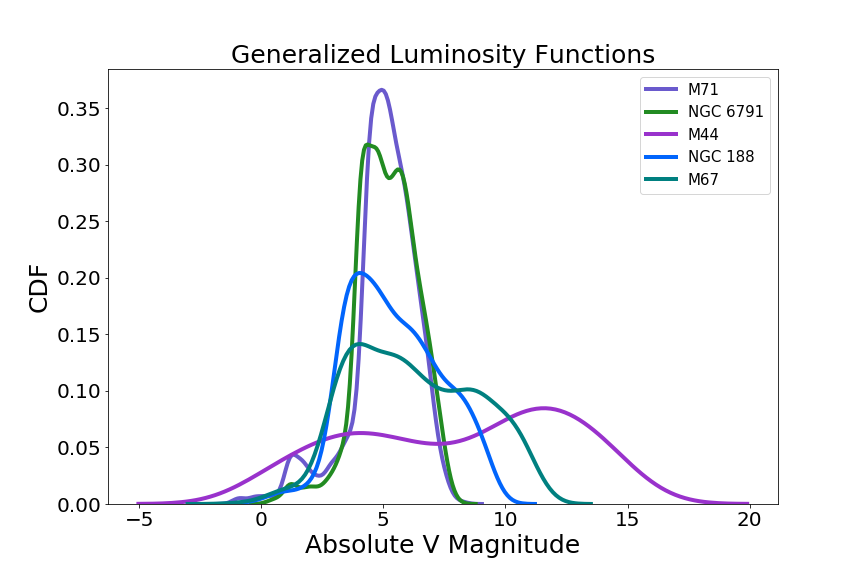 Generalized Luminosity Functions
M71
NGC 6791
M44
NGC 188
M67
CDF
0.35
0.30
0.25
0.20
0.15
0.10
0.05
0.00
−5
0
5
10
15
20
Absolute V Magnitude